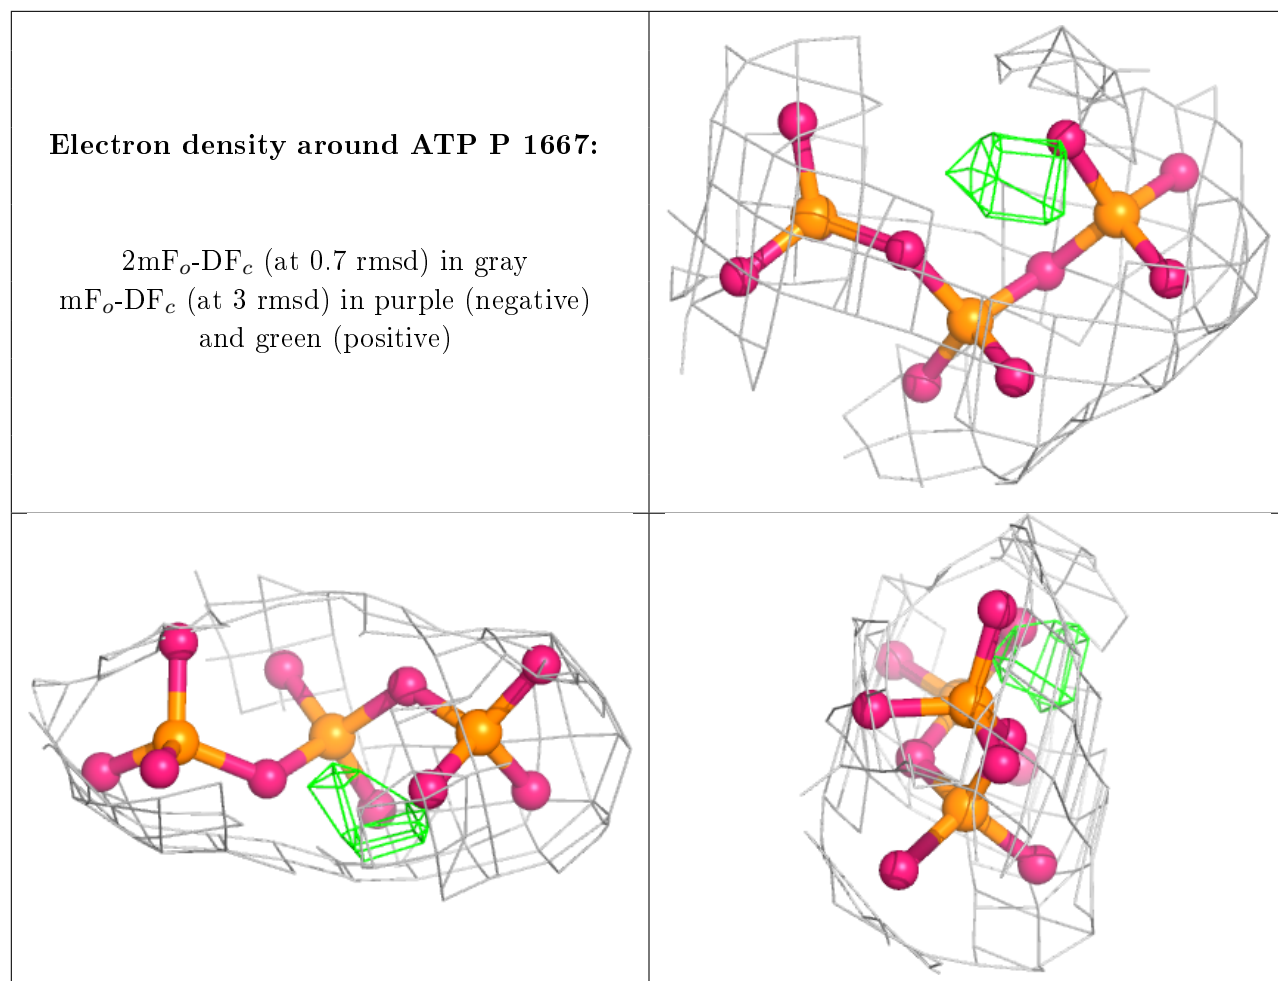 Electron density around ATP P 1667:
2mFₒ-DF𝒸 (at 0.7 rmsd) in gray
mFₒ-DF𝒸 (at 3 rmsd) in purple (negative)
and green (positive)